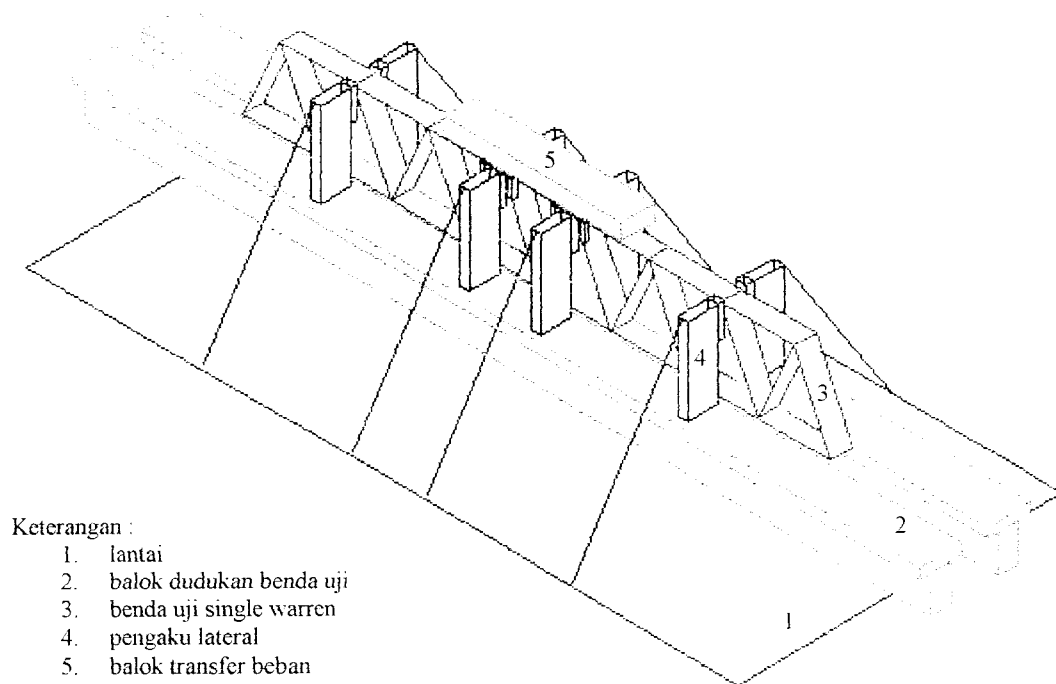 5
4
3
2
1
Keterangan :
1. lantai
2. balok dudukan benda uji
3. benda uji single warren
4. pengaku lateral
5. balok transfer beban